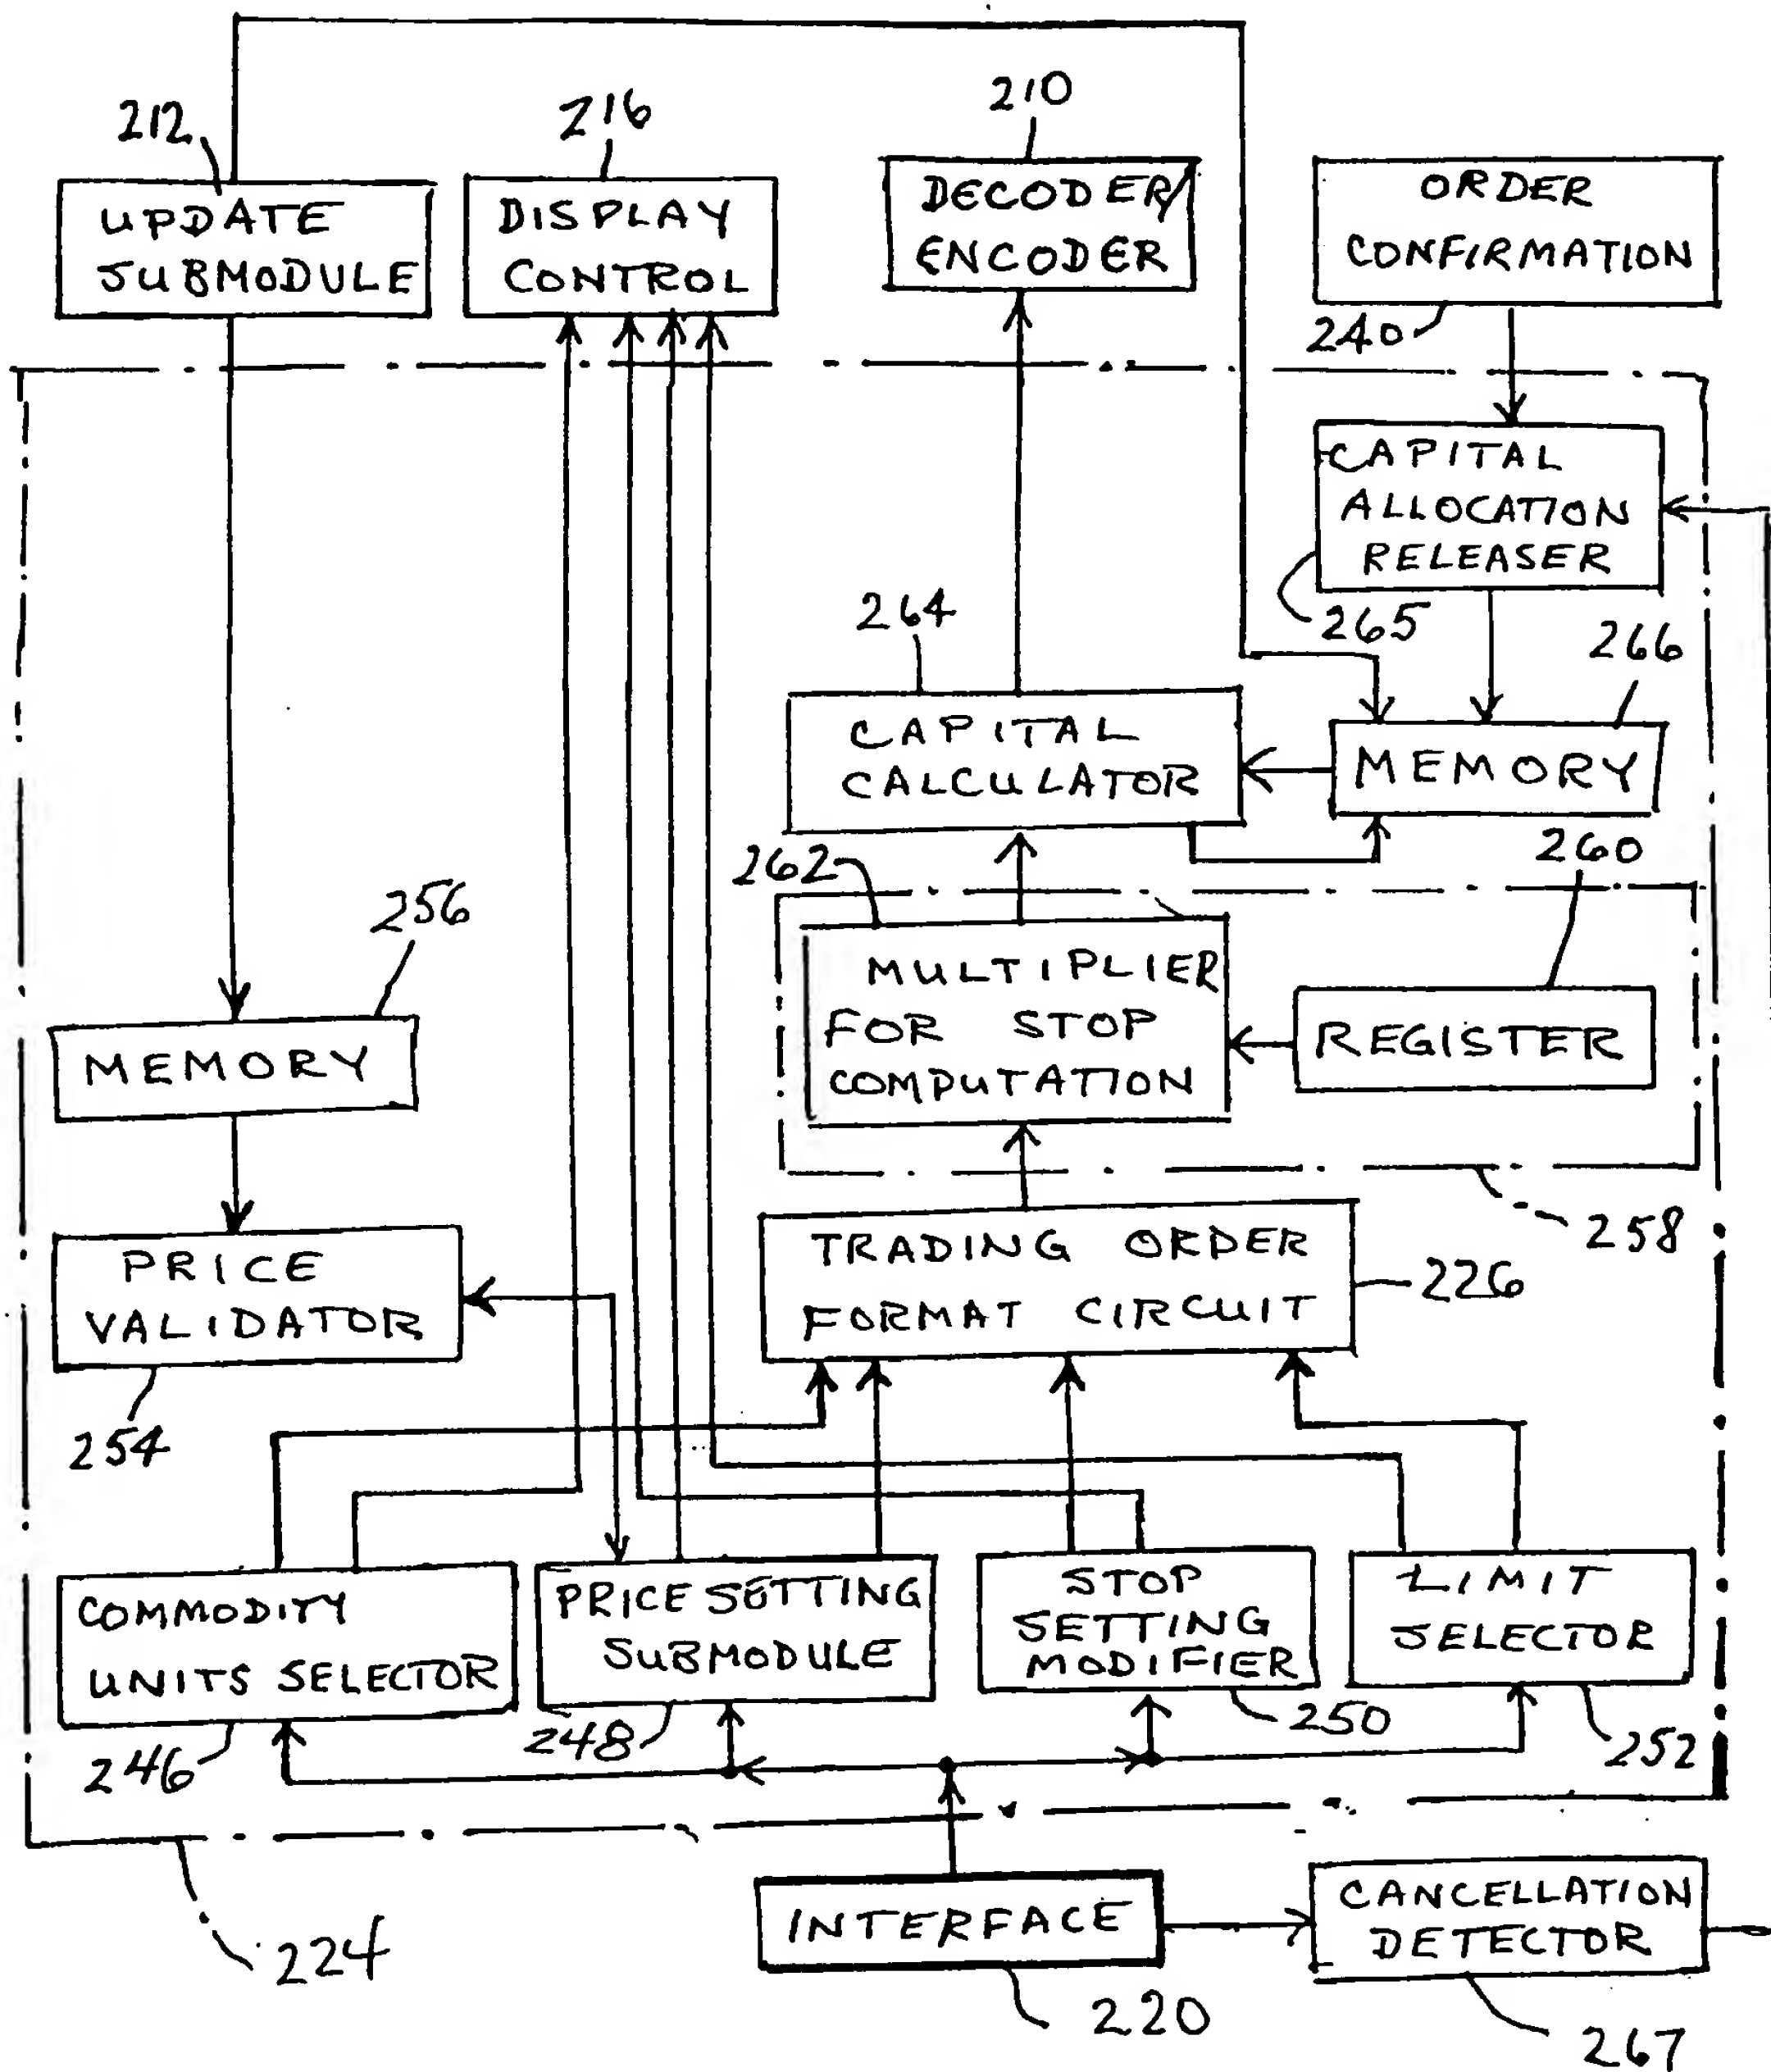 212
216
210
UPDATE
SUBMODULE
DISPLAY
CONTROL
DECODER/
ENCODER
ORDER
CONFIRMATION
240
CAPITAL
ALLOCATION
RELEASER
265
264
266
CAPITAL
CALCULATOR
MEMORY
262
260
256
MULTIPLIER
FOR STOP
COMPUTATION
REGISTER
MEMORY
258
PRICE
VALIDATOR
254
TRADING ORDER
FORMAT CIRCUIT
226
COMMODITY
UNITS SELECTOR
246
PRICE SETTING
SUBMODULE
248
STOP
SETTING
MODIFIER
250
LIMIT
SELECTOR
252
224
INTERFACE
220
CANCELLATION
DETECTOR
267